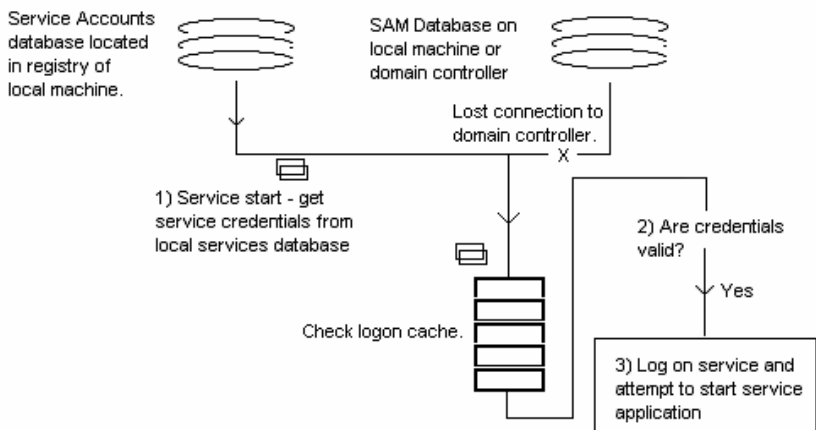 Service Accounts
database located
in registry of
local machine.
SAM Database on
local machine or
domain controller
Lost connection to
domain controller.
X
1) Service start - get
service credentials from
local services database
2) Are credentials
valid?
Yes
Check logon cache.
3) Log on service and
attempt to start service
application